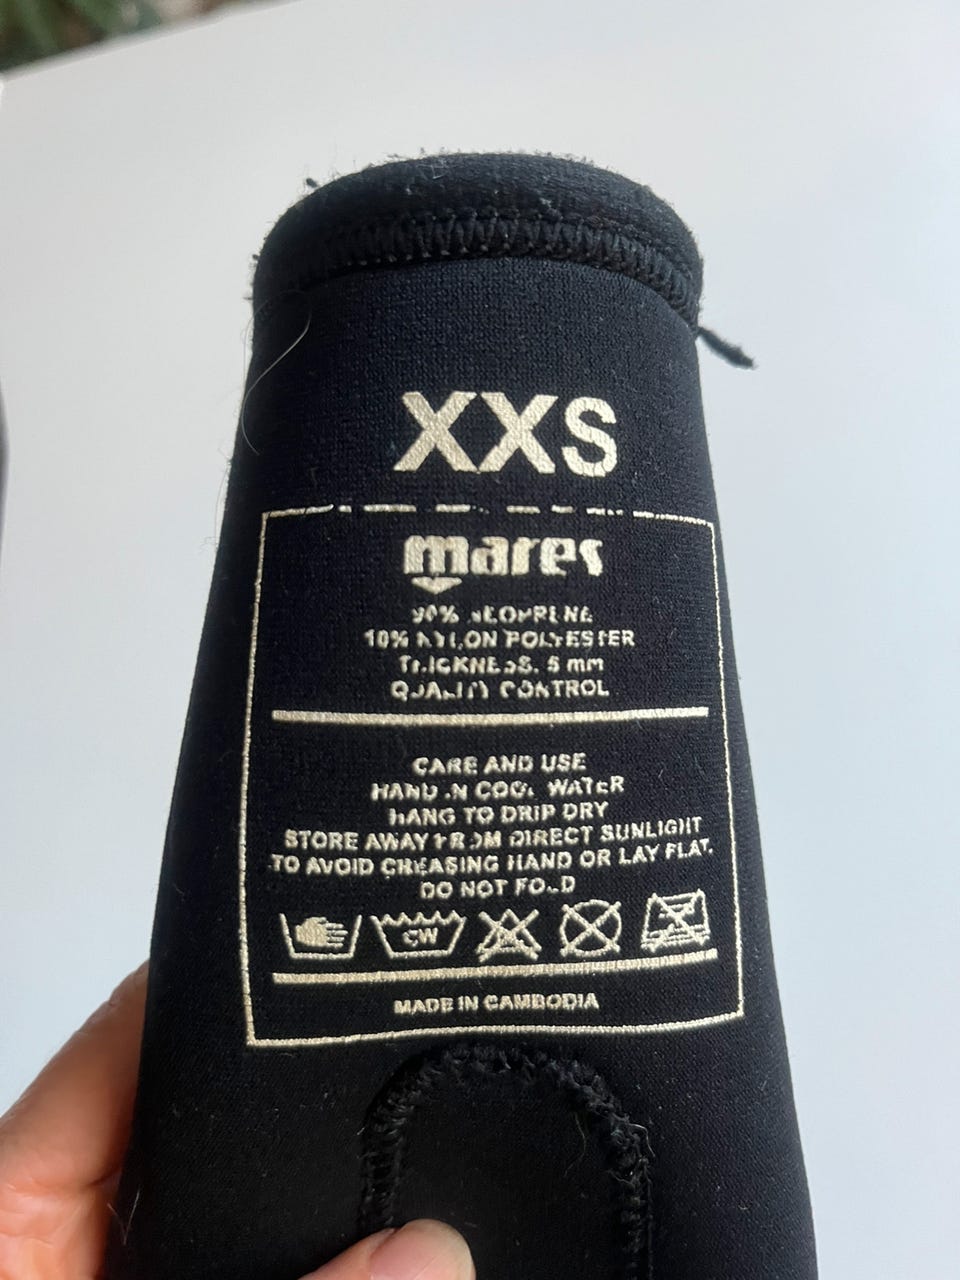 XXS
mares
90% NEOPRENE
10% NYLON POLYESTER
THICKNESS. 5 mm
QUALITY CONTROL
CARE AND USE
HAND IN COOL WATER
HANG TO DRIP DRY
STORE AWAY FROM DIRECT SUNLIGHT
TO AVOID CREASING HAND OR LAY FLAT.
DO NOT FOLD
CW
MADE IN CAMBODIA